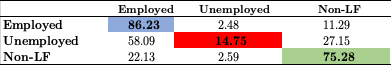 Employed Unemployed Non-LF
Employed 86.23 2.48 11.29
Unemployed 58.09 14.75 27.15
Non-LF 22.13 2.59 75.28